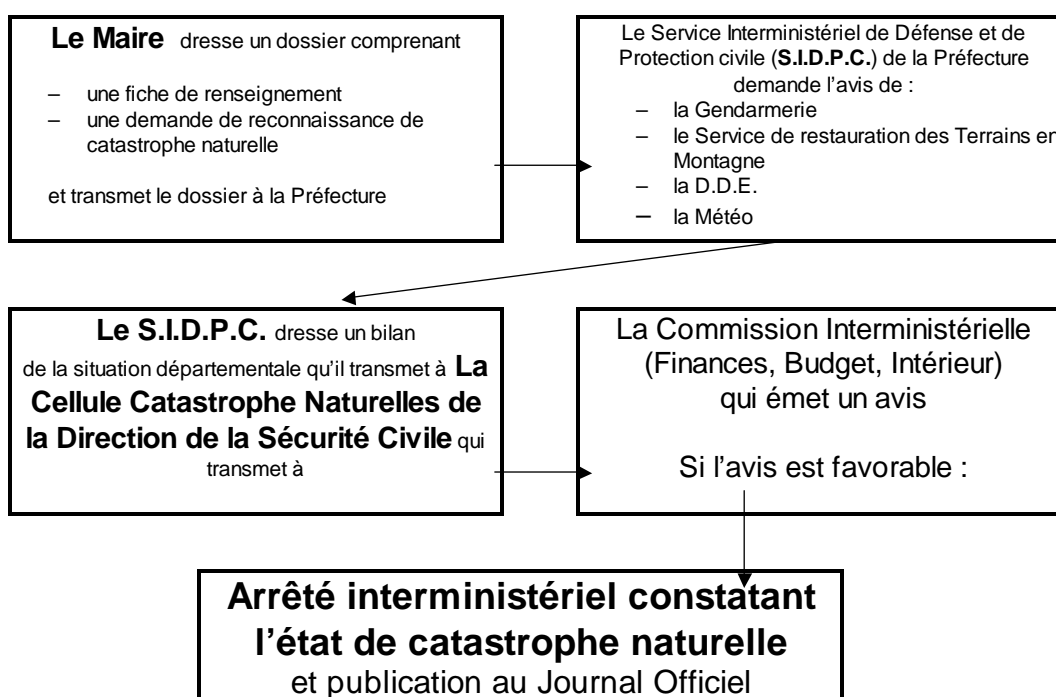 Le Maire dresse un dossier comprenant
– une fiche de renseignement
– une demande de reconnaissance de
catastrophe naturelle
et transmet le dossier à la Préfecture
Le Service Interministériel de Défense et de
Protection civile (S.I.D.P.C.) de la Préfecture
demande l'avis de :
– la Gendarmerie
– le Service de restauration des Terrains en
Montagne
– la D.D.E.
– la Météo
Le S.I.D.P.C. dresse un bilan
de la situation départementale qu'il transmet à La
Cellule Catastrophe Naturelles de
la Direction de la Sécurité Civile qui
transmet à
La Commission Interministérielle
(Finances, Budget, Intérieur)
qui émet un avis
Si l'avis est favorable :
Arrêté interministériel constatant
l'état de catastrophe naturelle
et publication au Journal Officiel